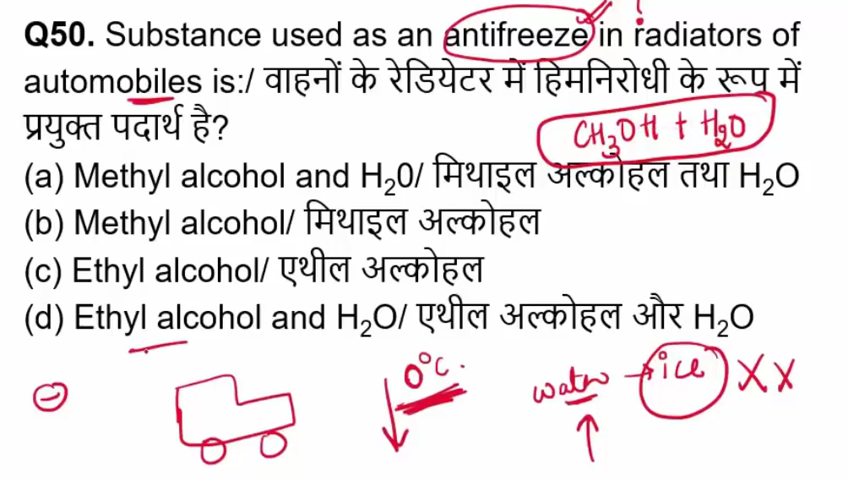 Q50. Substance used as an antifreeze in radiators of
automobiles is:/ वाहनों के रेडियेटर में हिमनिरोधी के रूप में
प्रयुक्त पदार्थ है?
CH3OH + H2O
(a) Methyl alcohol and H₂0/ मिथाइल अल्कोहल तथा H₂O
(b) Methyl alcohol/ मिथाइल अल्कोहल
(c) Ethyl alcohol/ एथील अल्कोहल
(d) Ethyl alcohol and H₂O/ एथील अल्कोहल और H₂O
0°C.
water → ice XX